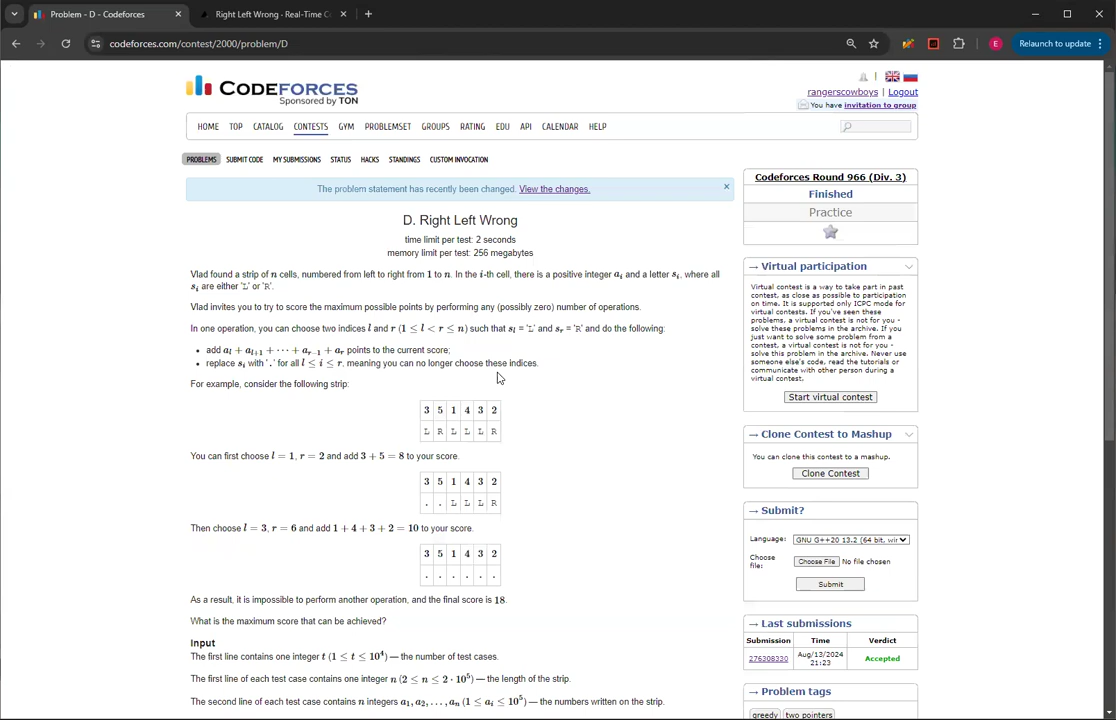 Problem - D - Codeforces
Right Left Wrong - Real-Time Co
codeforces.com/contest/2000/problem/D
E
Relaunch to update
CODEFORCES
Sponsored by TON
rangerscowboys | Logout
You have invitation to group
HOME TOP CATALOG CONTESTS GYM PROBLEMSET GROUPS RATING EDU API CALENDAR HELP
PROBLEMS SUBMIT CODE MY SUBMISSIONS STATUS HACKS STANDINGS CUSTOM INVOCATION
The problem statement has recently been changed. View the changes.
×
D. Right Left Wrong
time limit per test: 2 seconds
memory limit per test: 256 megabytes
Vlad found a strip of n cells, numbered from left to right from 1 to n. In the i-th cell, there is a positive integer a_i and a letter s_i, where all
s_i are either 'L' or 'R'.
Vlad invites you to try to score the maximum possible points by performing any (possibly zero) number of operations.
In one operation, you can choose two indices l and r (1 ≤ l < r ≤ n) such that s_l = 'L' and s_r = 'R' and do the following:
• add a_l + a_{l+1} + ⋯ + a_{r−1} + a_r points to the current score;
• replace s_i with '.' for all l ≤ i ≤ r, meaning you can no longer choose these indices.
For example, consider the following strip:
3 5 1 4 3 2
L R L L L R
You can first choose l = 1, r = 2 and add 3 + 5 = 8 to your score.
3 5 1 4 3 2
. . L L L R
Then choose l = 3, r = 6 and add 1 + 4 + 3 + 2 = 10 to your score.
3 5 1 4 3 2
. . . . . .
As a result, it is impossible to perform another operation, and the final score is 18.
What is the maximum score that can be achieved?
Input
The first line contains one integer t (1 ≤ t ≤ 10^4) — the number of test cases.
The first line of each test case contains one integer n (2 ≤ n ≤ 2 · 10^5) — the length of the strip.
The second line of each test case contains n integers a_1, a_2, …, a_n (1 ≤ a_i ≤ 10^5) — the numbers written on the strip.
Codeforces Round 966 (Div. 3)
Finished
Practice
→ Virtual participation
Virtual contest is a way to take part in past
contest, as close as possible to participation
on time. It is supported only ICPC mode for
virtual contests. If you've seen these
problems, a virtual contest is not for you -
solve these problems in the archive. If you
just want to solve some problem from a
contest, a virtual contest is not for you -
solve this problem in the archive. Never use
someone else's code, read the tutorials or
communicate with other person during a
virtual contest.
Start virtual contest
→ Clone Contest to Mashup
You can clone this contest to a mashup.
Clone Contest
→ Submit?
Language: GNU G++20 13.2 (64 bit, wir
Choose
file: Choose File No file chosen
Submit
→ Last submissions
Submission Time Verdict
276308330 Aug/13/2024
21:23 Accepted
→ Problem tags
greedy two pointers